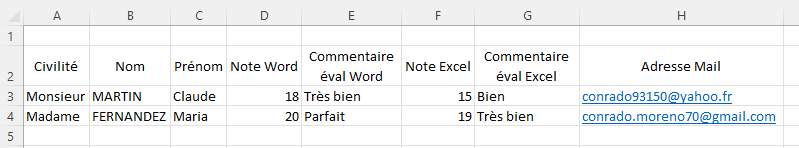 A B C D E F G H
1
2 Civilité Nom Prénom Note Word Commentaire éval Word Note Excel Commentaire éval Excel Adresse Mail
3 Monsieur MARTIN Claude 18 Très bien 15 Bien conrado93150@yahoo.fr
4 Madame FERNANDEZ Maria 20 Parfait 19 Très bien conrado.moreno70@gmail.com
5